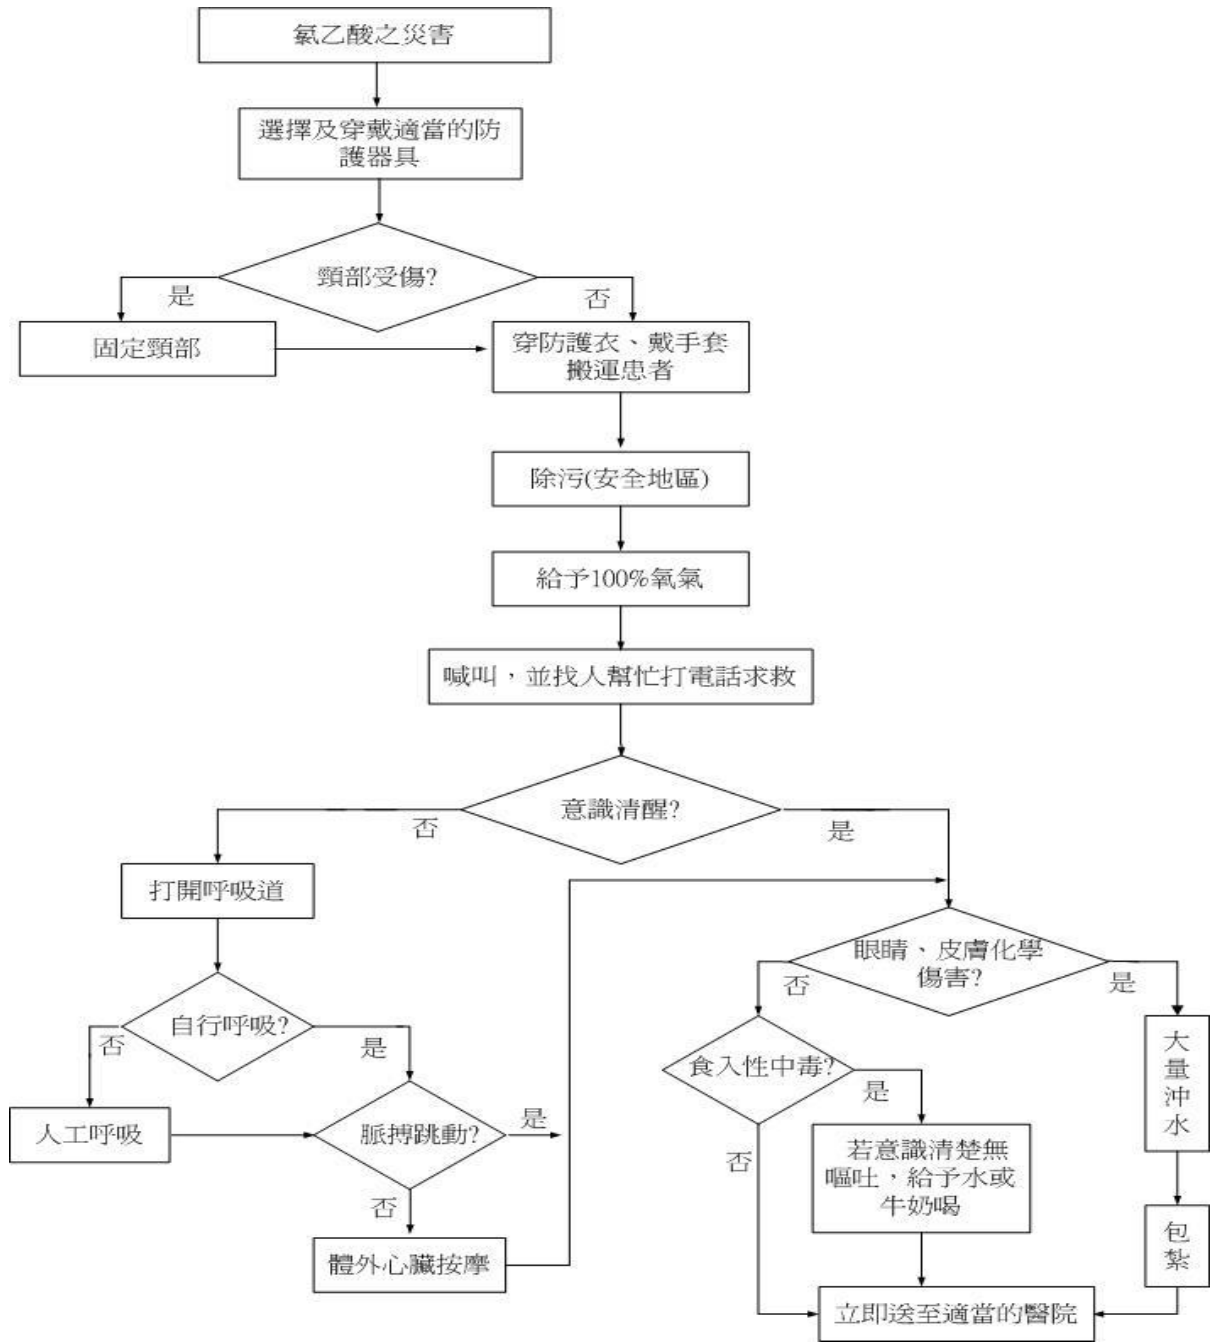 氯乙酸之災害
選擇及穿戴適當的防
護器具
頸部受傷?
是
否
固定頸部
穿防護衣、戴手套
搬運患者
除污(安全地區)
給予100%氧氣
喊叫，並找人幫忙打電話求救
意識清醒?
否
是
打開呼吸道
眼睛、皮膚化學
傷害?
否
是
自行呼吸?
否
是
食入性中毒?
是
否
大
量
沖
水
人工呼吸
脈搏跳動?
是
否
若意識清楚無
嘔吐，給予水或
牛奶喝
體外心臟按摩
包
紮
立即送至適當的醫院